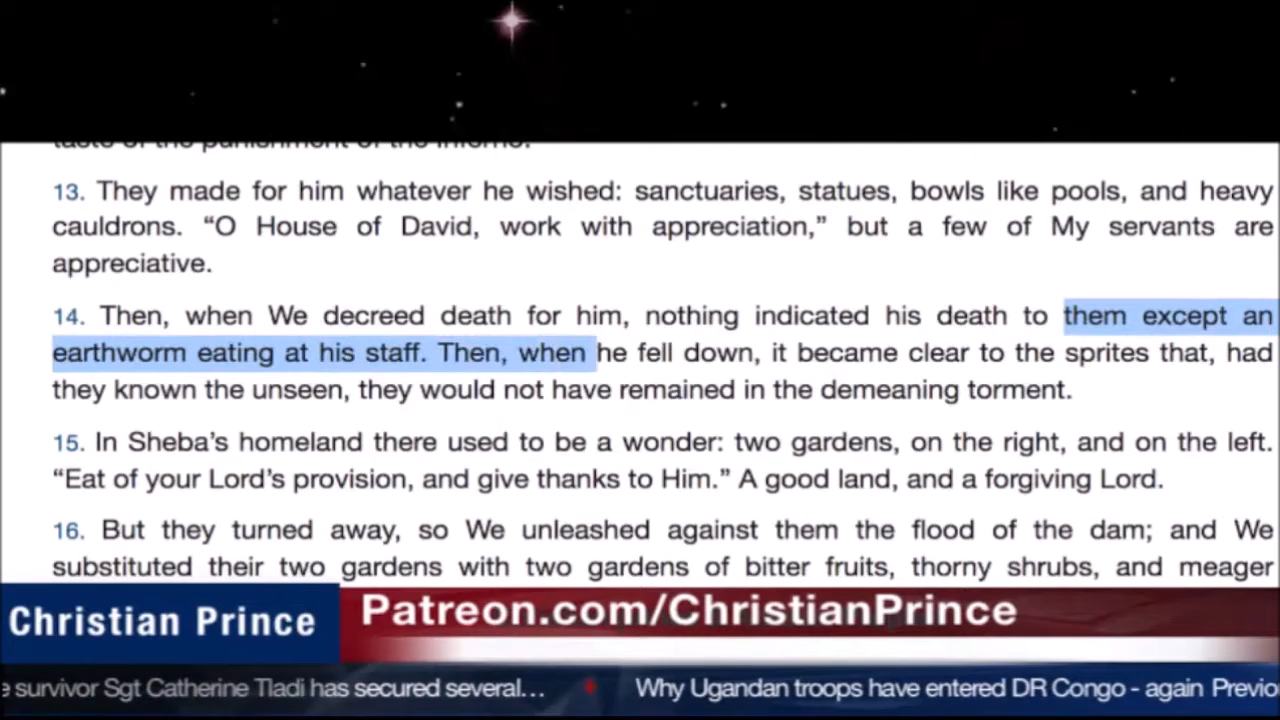 taste of the punishment of the Inferno.
13. They made for him whatever he wished: sanctuaries, statues, bowls like pools, and heavy
cauldrons. “O House of David, work with appreciation,” but a few of My servants are
appreciative.
14. Then, when We decreed death for him, nothing indicated his death to them except an
earthworm eating at his staff. Then, when he fell down, it became clear to the sprites that, had
they known the unseen, they would not have remained in the demeaning torment.
15. In Sheba’s homeland there used to be a wonder: two gardens, on the right, and on the left.
“Eat of your Lord’s provision, and give thanks to Him.” A good land, and a forgiving Lord.
16. But they turned away, so We unleashed against them the flood of the dam; and We
substituted their two gardens with two gardens of bitter fruits, thorny shrubs, and meager
Christian Prince
Patreon.com/ChristianPrince
e survivor Sgt Catherine Tladi has secured several... Why Ugandan troops have entered DR Congo - again Previo